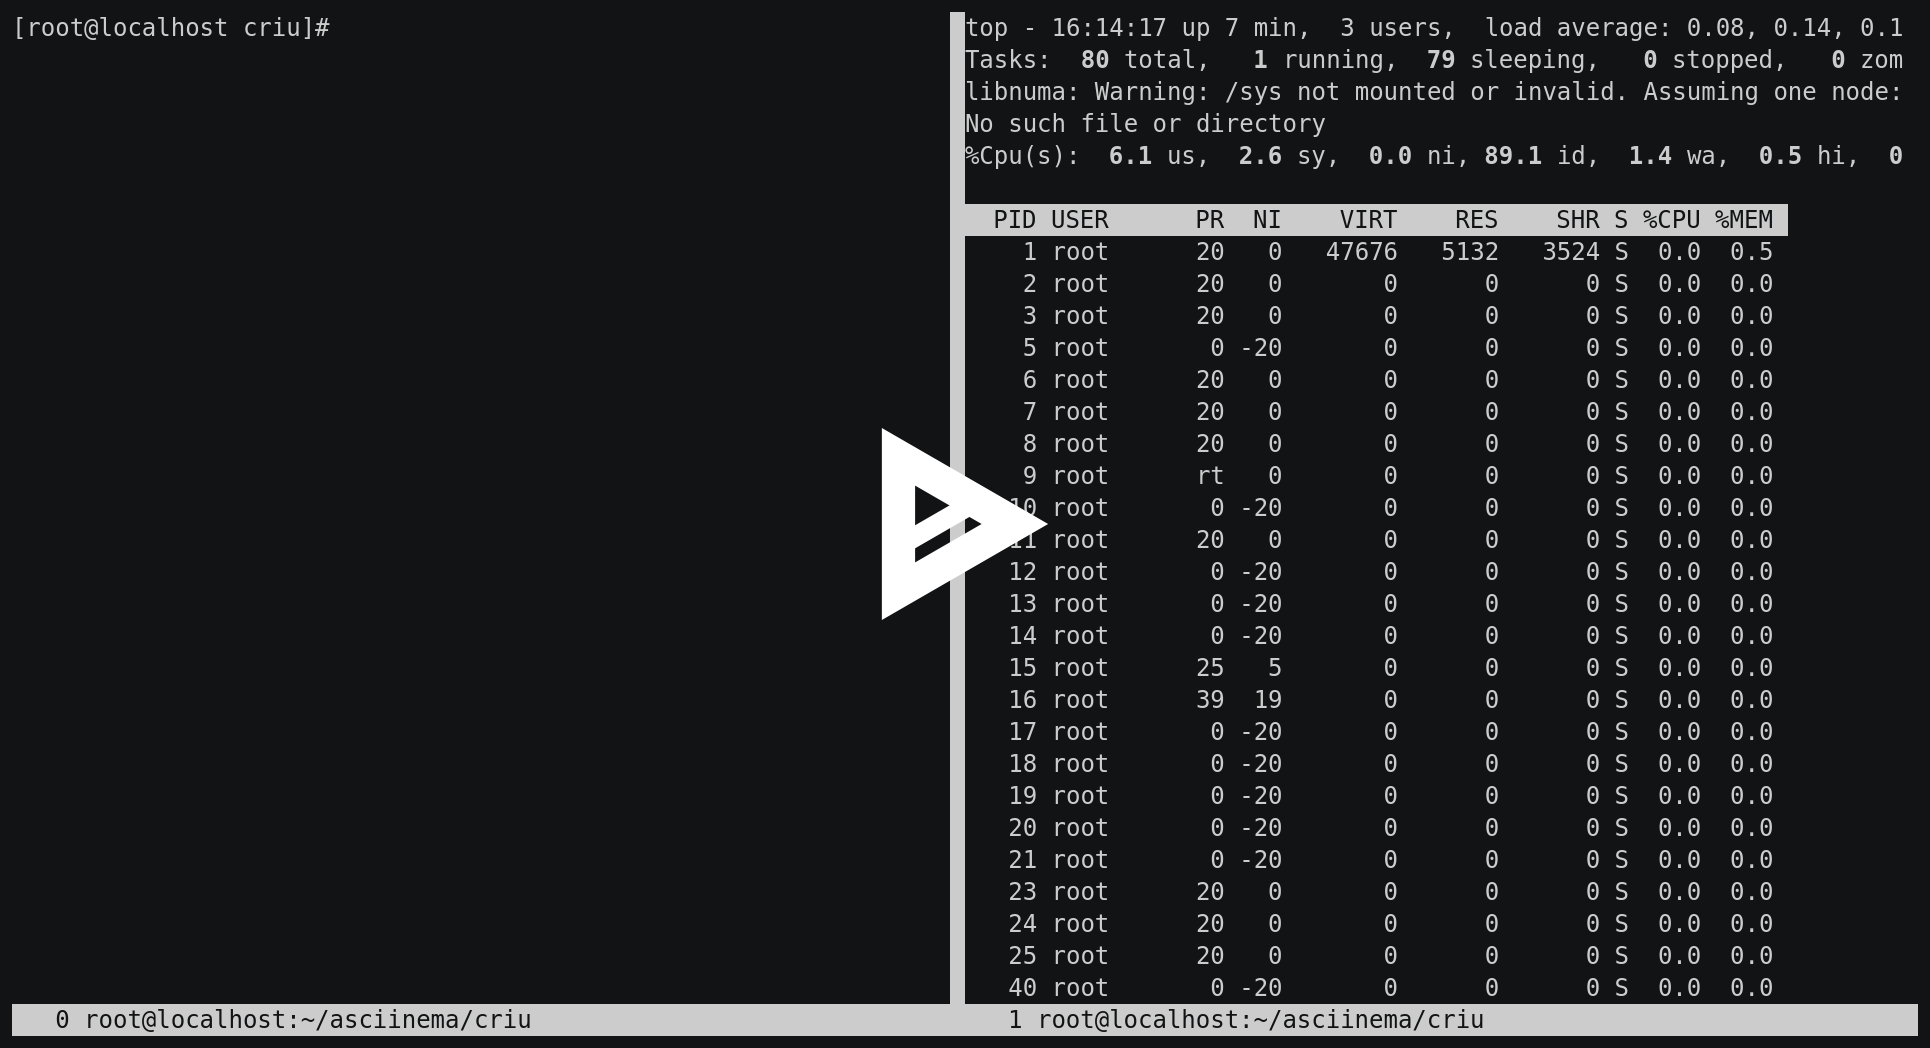 [root@localhost criu]#
top - 16:14:17 up 7 min,  3 users,  load average: 0.08, 0.14, 0.1
Tasks:  80 total,   1 running,  79 sleeping,   0 stopped,   0 zom
libnuma: Warning: /sys not mounted or invalid. Assuming one node:
No such file or directory
%Cpu(s):  6.1 us,  2.6 sy,  0.0 ni, 89.1 id,  1.4 wa,  0.5 hi,  0
  PID USER      PR  NI    VIRT    RES    SHR S %CPU %MEM
    1 root      20   0   47676   5132   3524 S  0.0  0.5
    2 root      20   0       0      0      0 S  0.0  0.0
    3 root      20   0       0      0      0 S  0.0  0.0
    5 root       0 -20       0      0      0 S  0.0  0.0
    6 root      20   0       0      0      0 S  0.0  0.0
    7 root      20   0       0      0      0 S  0.0  0.0
    8 root      20   0       0      0      0 S  0.0  0.0
    9 root      rt   0       0      0      0 S  0.0  0.0
   10 root       0 -20       0      0      0 S  0.0  0.0
   11 root      20   0       0      0      0 S  0.0  0.0
   12 root       0 -20       0      0      0 S  0.0  0.0
   13 root       0 -20       0      0      0 S  0.0  0.0
   14 root       0 -20       0      0      0 S  0.0  0.0
   15 root      25   5       0      0      0 S  0.0  0.0
   16 root      39  19       0      0      0 S  0.0  0.0
   17 root       0 -20       0      0      0 S  0.0  0.0
   18 root       0 -20       0      0      0 S  0.0  0.0
   19 root       0 -20       0      0      0 S  0.0  0.0
   20 root       0 -20       0      0      0 S  0.0  0.0
   21 root       0 -20       0      0      0 S  0.0  0.0
   23 root      20   0       0      0      0 S  0.0  0.0
   24 root      20   0       0      0      0 S  0.0  0.0
   25 root      20   0       0      0      0 S  0.0  0.0
   40 root       0 -20       0      0      0 S  0.0  0.0
0 root@localhost:~/asciinema/criu
1 root@localhost:~/asciinema/criu